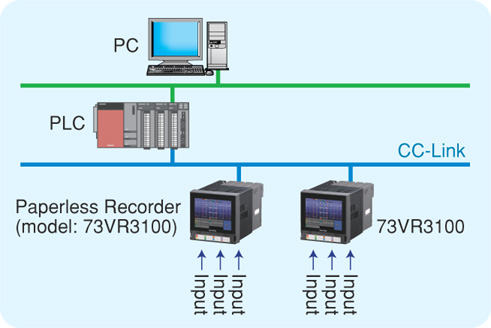 PC
PLC
CC-Link
Paperless Recorder
(model: 73VR3100)
73VR3100
Input
Input
Input
Input
Input
Input